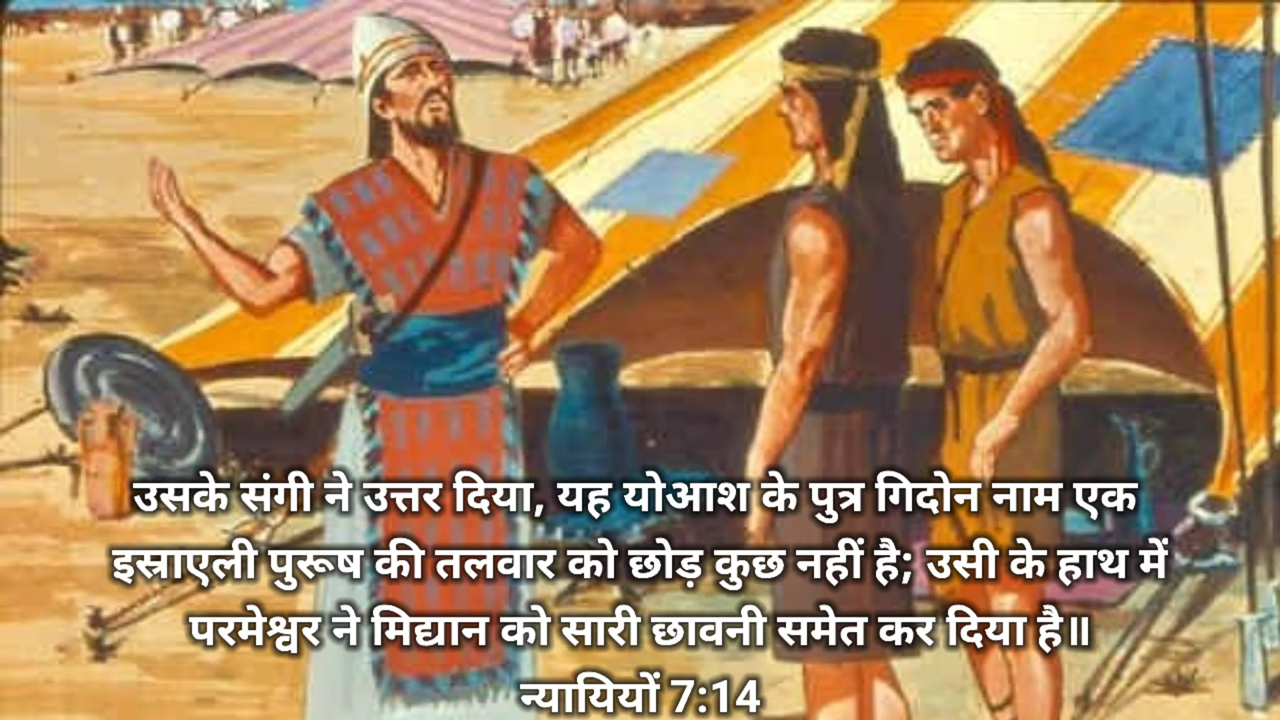 उसके संगी ने उत्तर दिया, यह योआश के पुत्र गिदोन नाम एक
इस्राएली पुरूष की तलवार को छोड़ कुछ नहीं है; उसी के हाथ में
परमेश्वर ने मिद्यान को सारी छावनी समेत कर दिया है॥
न्यायियों 7:14